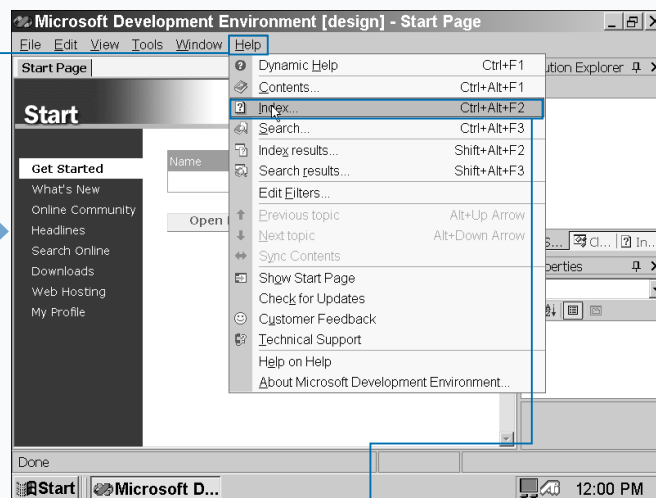 Microsoft Development Environment [design] - Start Page
File Edit View Tools Window Help
Start Page
ution Explorer
Start
Get Started
What's New
Online Community
Headlines
Search Online
Downloads
Web Hosting
My Profile
Name
Open
Dynamic Help Ctrl+F1
Contents... Ctrl+Alt+F1
Index... Ctrl+Alt+F2
Search... Ctrl+Alt+F3
Index results... Shift+Alt+F2
Search results... Shift+Alt+F3
Edit Filters...
Previous topic Alt+Up Arrow
Next topic Alt+Down Arrow
Sync Contents
Show Start Page
Check for Updates
Customer Feedback
Technical Support
Help on Help
About Microsoft Development Environment...
S... Cl... In...
perties
Done
Start Microsoft D... 12:00 PM